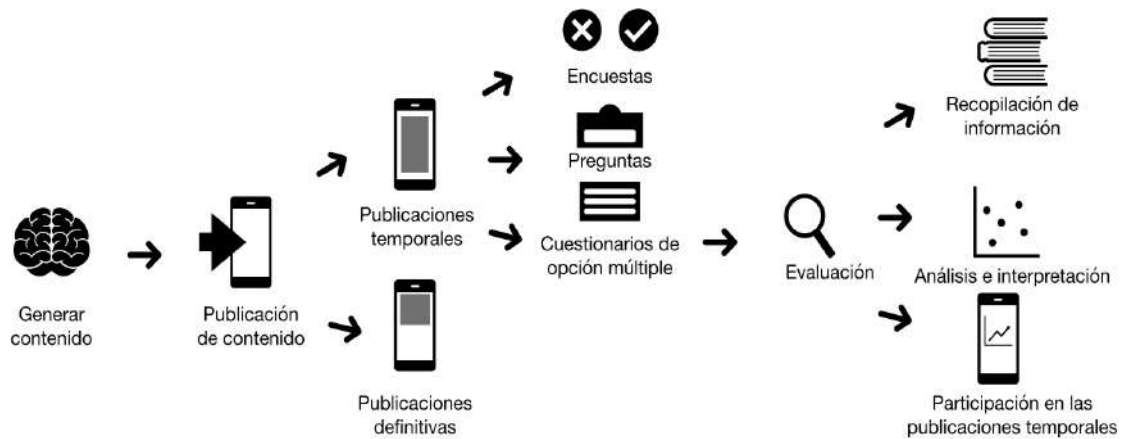 Generar
contenido
Publicación
de contenido
Publicaciones
temporales
Publicaciones
definitivas
Encuestas
Preguntas
Cuestionarios de
opción múltiple
Evaluación
Recopilación de
información
Análisis e interpretación
Participación en las
publicaciones temporales